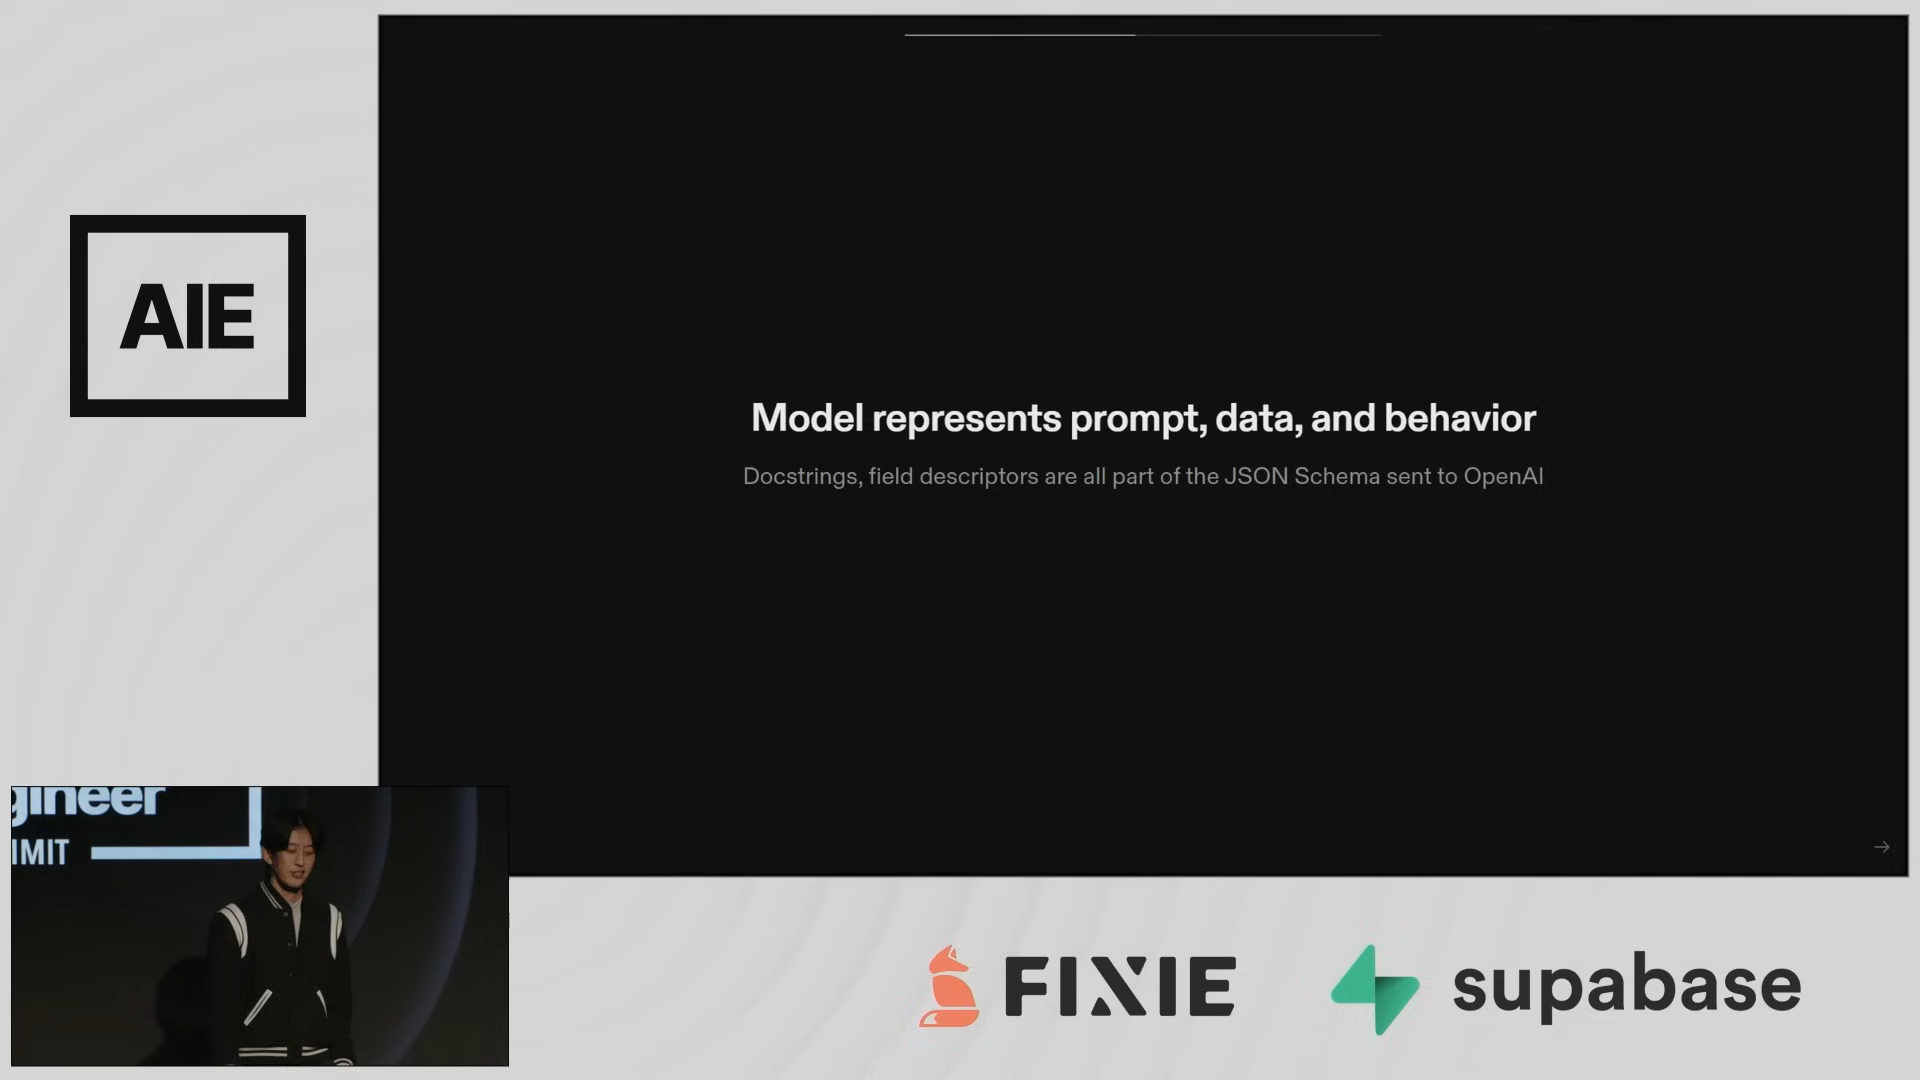 Model represents prompt, data, and behavior
Docstrings, field descriptors are all part of the JSON Schema sent to OpenAI
AIE
gineer
IMIT
FIXIE
supabase